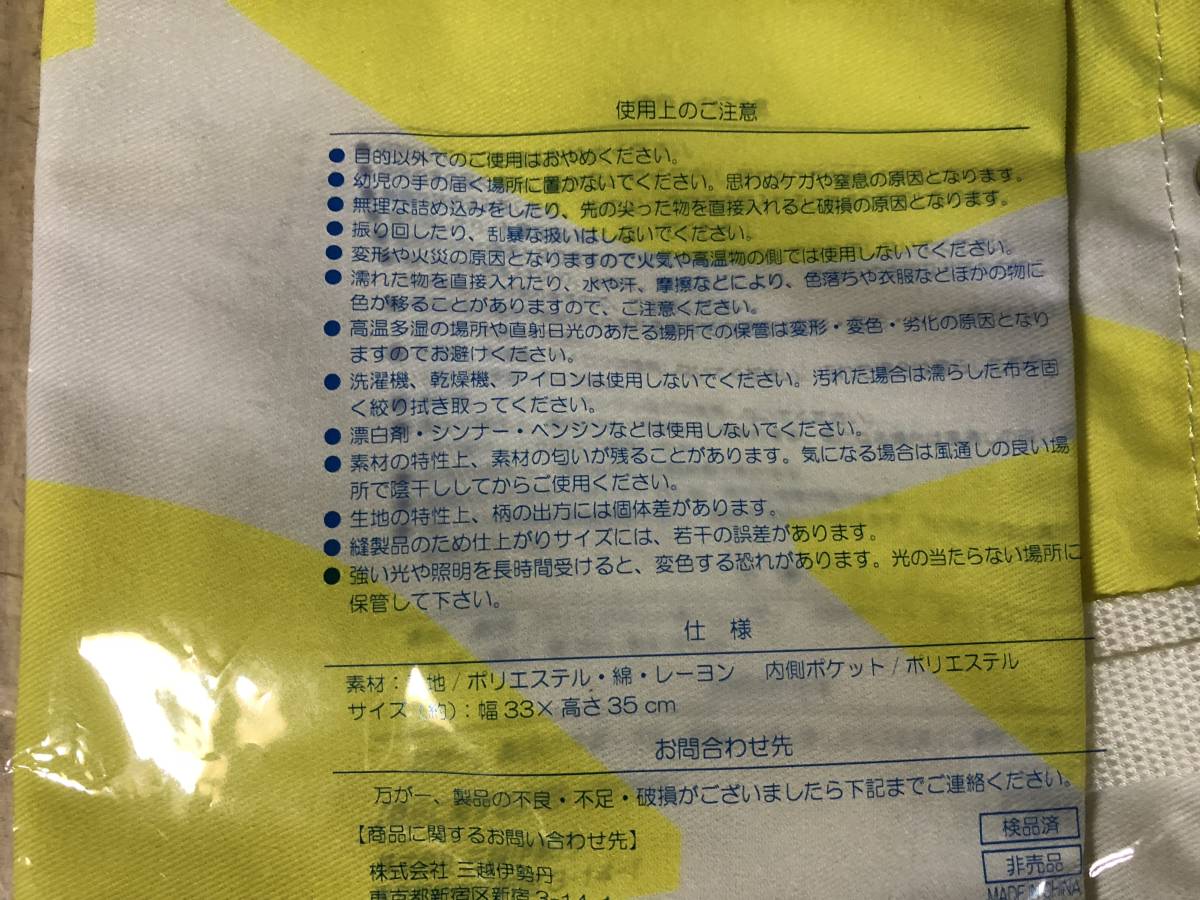 使用上のご注意
● 目的以外でのご使用はおやめください。
● 幼児の手の届く場所に置かないでください。思わぬケガや窒息の原因となります。
● 無理な詰め込みをしたり、先の尖った物を直接入れると破損の原因となります。
● 振り回したり、乱暴な扱いはしないでください。
● 変形や火災の原因となりますので火気や高温物の側では使用しないでください。
● 濡れた物を直接入れたり、水や汗、摩擦などにより、色落ちや衣服などほかの物に
色が移ることがありますので、ご注意ください。
● 高温多湿の場所や直射日光のあたる場所での保管は変形・変色・劣化の原因となり
ますのでお避けください。
● 洗濯機、乾燥機、アイロンは使用しないでください。汚れた場合は濡らした布を固
く絞り拭き取ってください。
● 漂白剤・シンナー・ベンジンなどは使用しないでください。
● 素材の特性上、素材の匂いが残ることがあります。気になる場合は風通しの良い場
所で陰干ししてからご使用ください。
● 生地の特性上、柄の出方には個体差があります。
● 縫製品のため仕上がりサイズには、若干の誤差があります。
● 強い光や照明を長時間受けると、変色する恐れがあります。光の当たらない場所に
保管して下さい。
仕 様
素材：地/ポリエステル・綿・レーヨン 内側ポケット/ポリエステル
サイズ（約）：幅33×高さ35cm
お問合わせ先
万が一、製品の不良・不足・破損がございましたら下記までご連絡ください。
検品済
【商品に関するお問い合わせ先】
非売品
株式会社 三越伊勢丹
MADE IN CHINA
東京都新宿区新宿3-14-